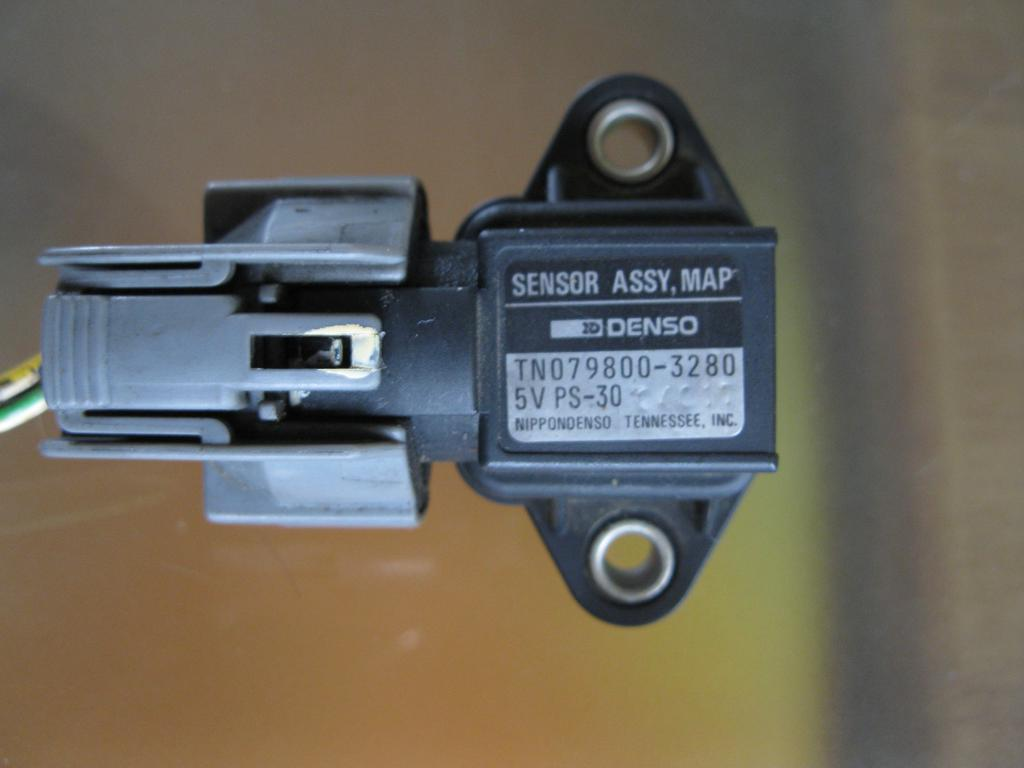 SENSOR ASSY, MAP
DENSO
TN079800-3280
5V PS-30
NIPPONDENSO TENNESSEE, INC.